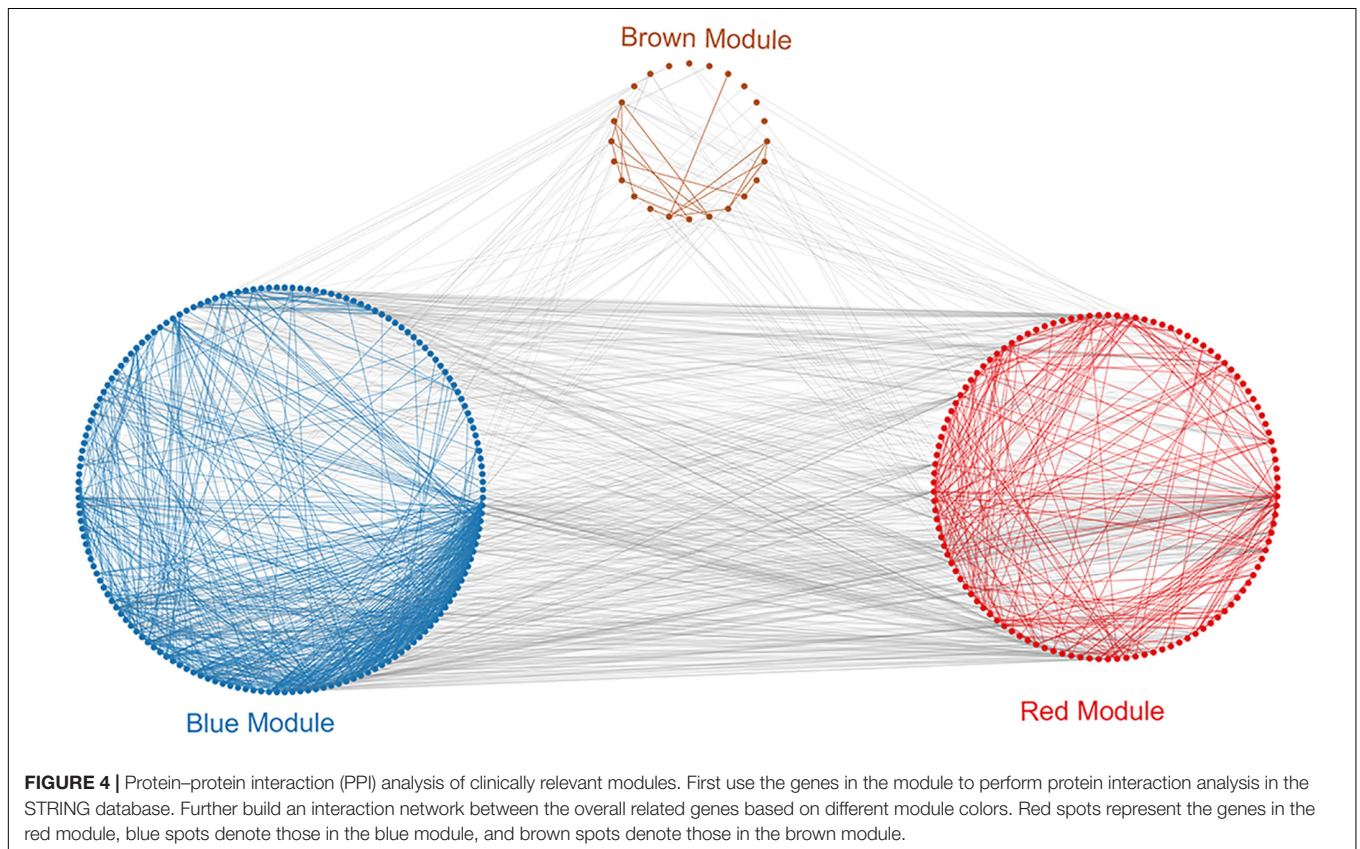 Brown Module
Blue Module
Red Module
FIGURE 4 | Protein–protein interaction (PPI) analysis of clinically relevant modules. First use the genes in the module to perform protein interaction analysis in the
STRING database. Further build an interaction network between the overall related genes based on different module colors. Red spots represent the genes in the
red module, blue spots denote those in the blue module, and brown spots denote those in the brown module.